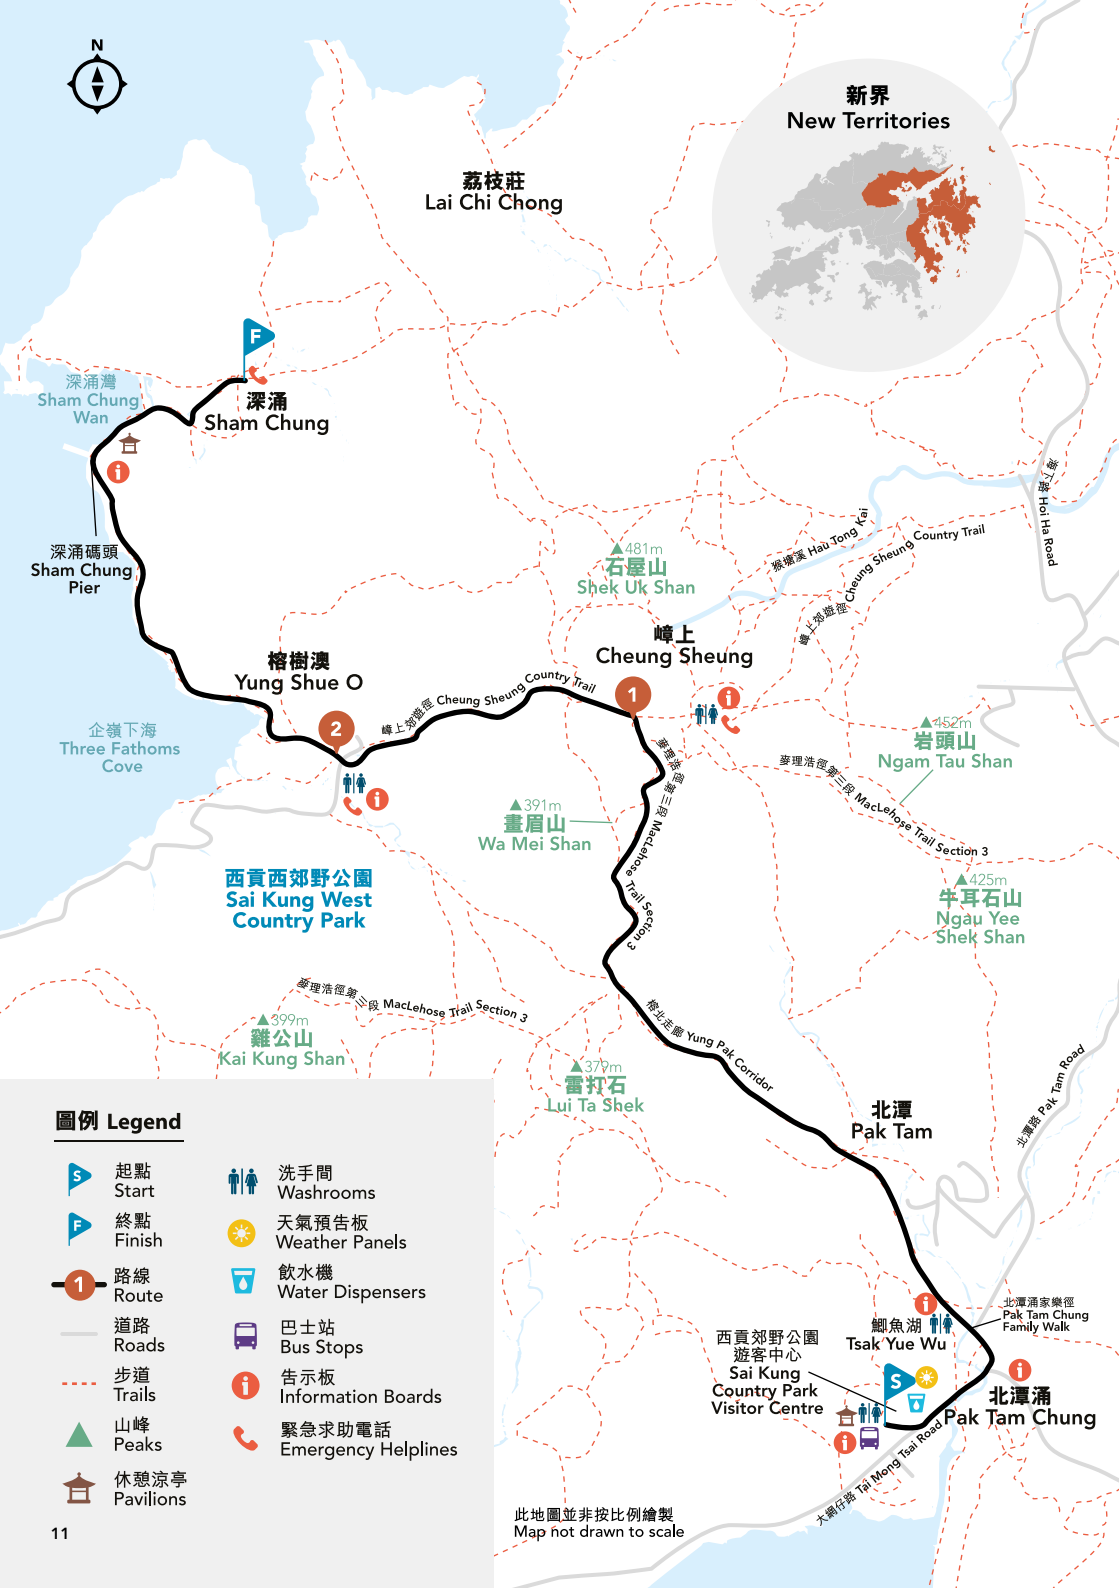 N
新界
New Territories
荔枝莊
Lai Chi Chong
F
深涌灣
Sham Chung
Wan
深涌
Sham Chung
深涌碼頭
Sham Chung
Pier
海下路 Hoi Ha Road
猴塘溪 Hau Tong Kai
嶂上郊遊徑 Cheung Sheung Country Trail
481m
石屋山
Shek Uk Shan
嶂上
Cheung Sheung
榕樹澳
Yung Shue O
嶂上郊遊徑 Cheung Sheung Country Trail
1
2
企嶺下海
Three Fathoms
Cove
452m
岩頭山
Ngam Tau Shan
麥理浩徑第三段 MacLehose Trail Section 3
麥理浩徑第三段 MacLehose Trail Section 3
391m
畫眉山
Wa Mei Shan
西貢西郊野公園
Sai Kung West
Country Park
425m
牛耳石山
Ngau Yee
Shek Shan
麥理浩徑第三段 MacLehose Trail Section 3
399m
雞公山
Kai Kung Shan
榕北走廊 Yung Pak Corridor
379m
雷打石
Lui Ta Shek
北潭
Pak Tam
北潭路 Pak Tam Road
北潭涌家樂徑
Pak Tam Chung
Family Walk
鯽魚湖
Tsak Yue Wu
西貢郊野公園
遊客中心
Sai Kung
Country Park
Visitor Centre
S
北潭涌
Pak Tam Chung
大網仔路 Tai Mong Tsai Road
圖例 Legend
S
起點
Start
F
終點
Finish
1
路線
Route
道路
Roads
步道
Trails
山峰
Peaks
休憩涼亭
Pavilions
洗手間
Washrooms
天氣預告板
Weather Panels
飲水機
Water Dispensers
巴士站
Bus Stops
告示板
Information Boards
緊急求助電話
Emergency Helplines
此地圖並非按比例繪製
Map not drawn to scale
11